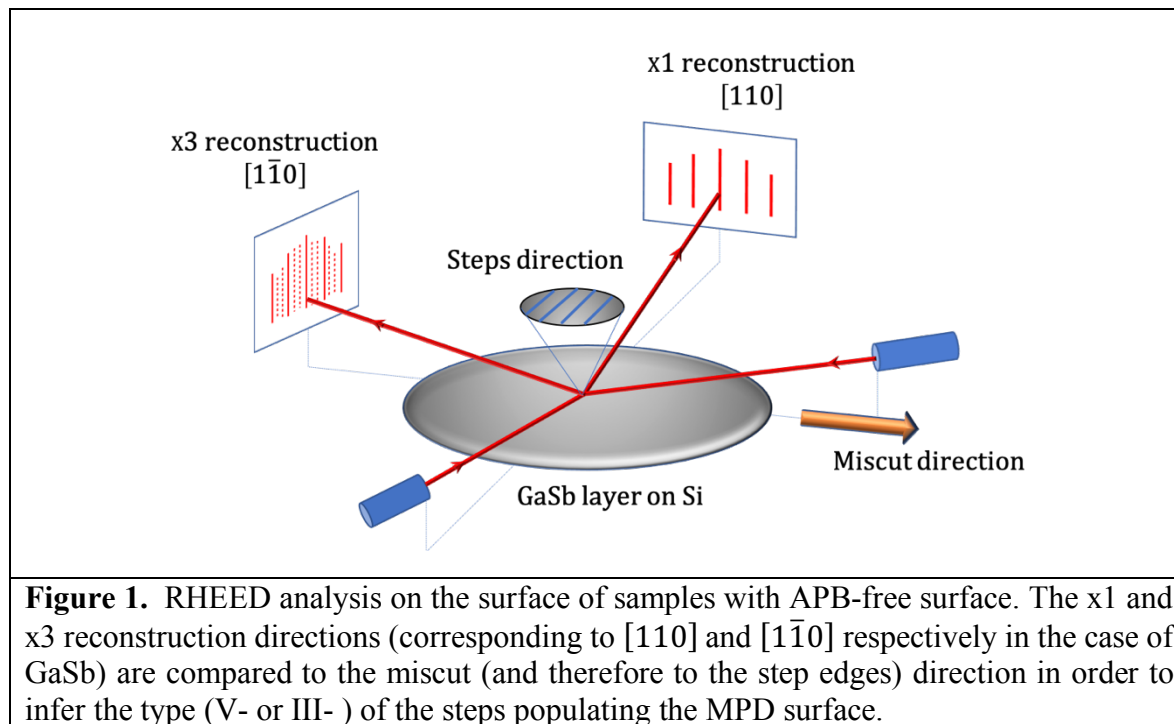 x1 reconstruction
[110]
x3 reconstruction
[11̅0]
Steps direction
Miscut direction
GaSb layer on Si
Figure 1. RHEED analysis on the surface of samples with APB-free surface. The x1 and
x3 reconstruction directions (corresponding to [110] and [11̅0] respectively in the case of
GaSb) are compared to the miscut (and therefore to the step edges) direction in order to
infer the type (V- or III- ) of the steps populating the MPD surface.